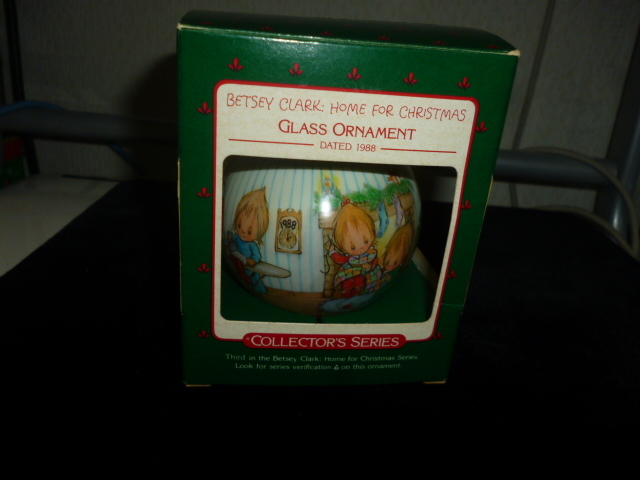 BETSEY CLARK: HOME FOR CHRISTMAS
GLASS ORNAMENT
DATED 1988
1988
COLLECTOR'S SERIES
Third in the Betsey Clark: Home for Christmas Series.
Look for series verification on this ornament.